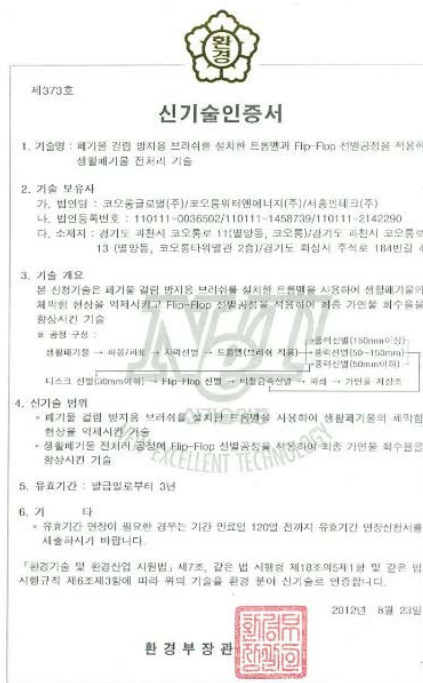 환경
제373호
신기술인증서
1. 기술명 : 폐기물 걸림 방지용 브러쉬를 설치한 트롬멜과 Flip-Flop 선별공정을 적용한
생활폐기물 전처리 기술
2. 기술 보유자
가. 법인명 : 코오롱글로벌(주)/코오롱워터앤에너지(주)/서흥인테크(주)
나. 법인등록번호 : 110111-0036502/110111-1458739/110111-2142290
다. 소재지 : 경기도 과천시 코오롱로 11(별양동, 코오롱)/경기도 과천시 코오롱로
13 (별양동, 코오롱타워별관 2층)/경기도 화성시 주석로 184번길 4
3. 기술 개요
본 신청기술은 폐기물 걸림 방지용 브러쉬를 설치한 트롬멜을 사용하여 생활폐기물의
체막힘 현상을 억제시키고 Flip-Flop 선별공정을 적용하여 최종 가연물 회수율을
향상시킨 기술
※ 공정 구성 :
풍력선별(150mm이상)
생활폐기물 → 파봉/파쇄 → 자력선별 → 트롬멜(브러쉬 적용) → 풍력선별(50~150mm)
풍력선별(50mm이하)
디스크 선별(30mm이하) → Flip-Flop 선별 → 비철금속선별 → 파쇄 → 가연물 저장조
4. 신기술 범위
◦ 폐기물 걸림 방지용 브러쉬를 설치한 트롬멜을 사용하여 생활폐기물의 체막힘
현상을 억제시킨 기술
◦ 생활폐기물 전처리 공정에 Flip-Flop 선별공정을 적용하여 최종 가연물 회수율을
향상시킨 기술
NET
EXCELLENT TECHNOLOGY
5. 유효기간 : 발급일로부터 3년
6. 기 타
◦ 유효기간 연장이 필요한 경우는 기간 만료일 120일 전까지 유효기간 연장신청서를
제출하시기 바랍니다.
「환경기술 및 환경산업 지원법」제7조, 같은 법 시행령 제18조의5제1항 및 같은 법
시행규칙 제6조제3항에 따라 위의 기술을 환경 분야 신기술로 인증합니다.
2012년 8월 23일
환경부장관